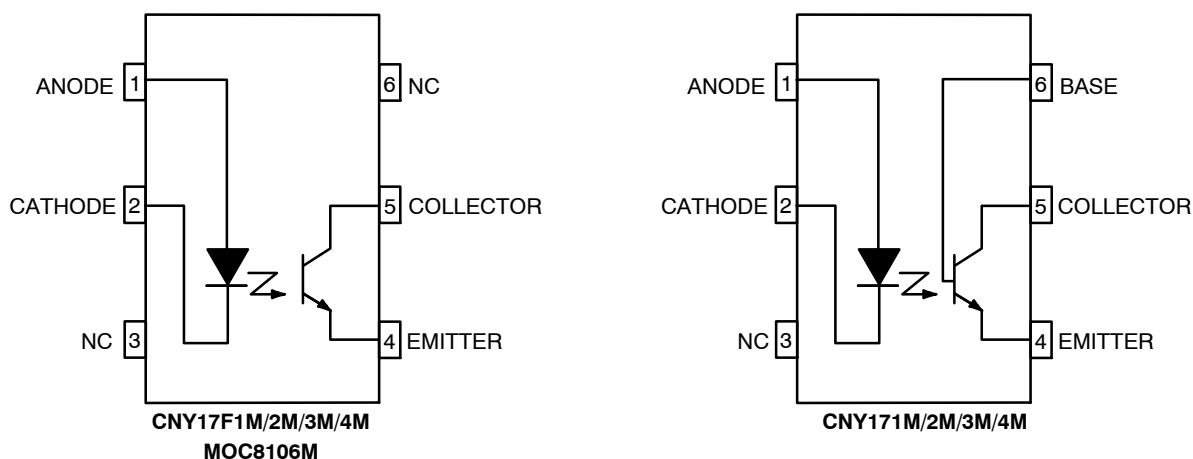 ANODE 1
6 NC
CATHODE 2
5 COLLECTOR
NC 3
4 EMITTER
CNY17F1M/2M/3M/4M
MOC8106M
ANODE 1
6 BASE
CATHODE 2
5 COLLECTOR
NC 3
4 EMITTER
CNY171M/2M/3M/4M